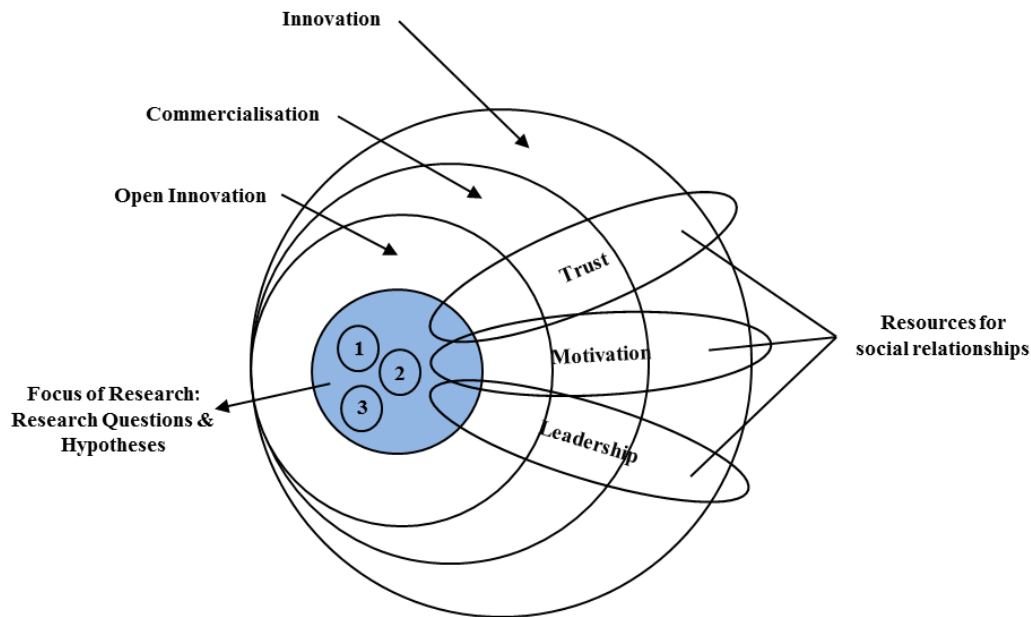 Innovation
Commercialisation
Open Innovation
Trust
Motivation
Leadership
Resources for
social relationships
1
2
3
Focus of Research:
Research Questions &
Hypotheses